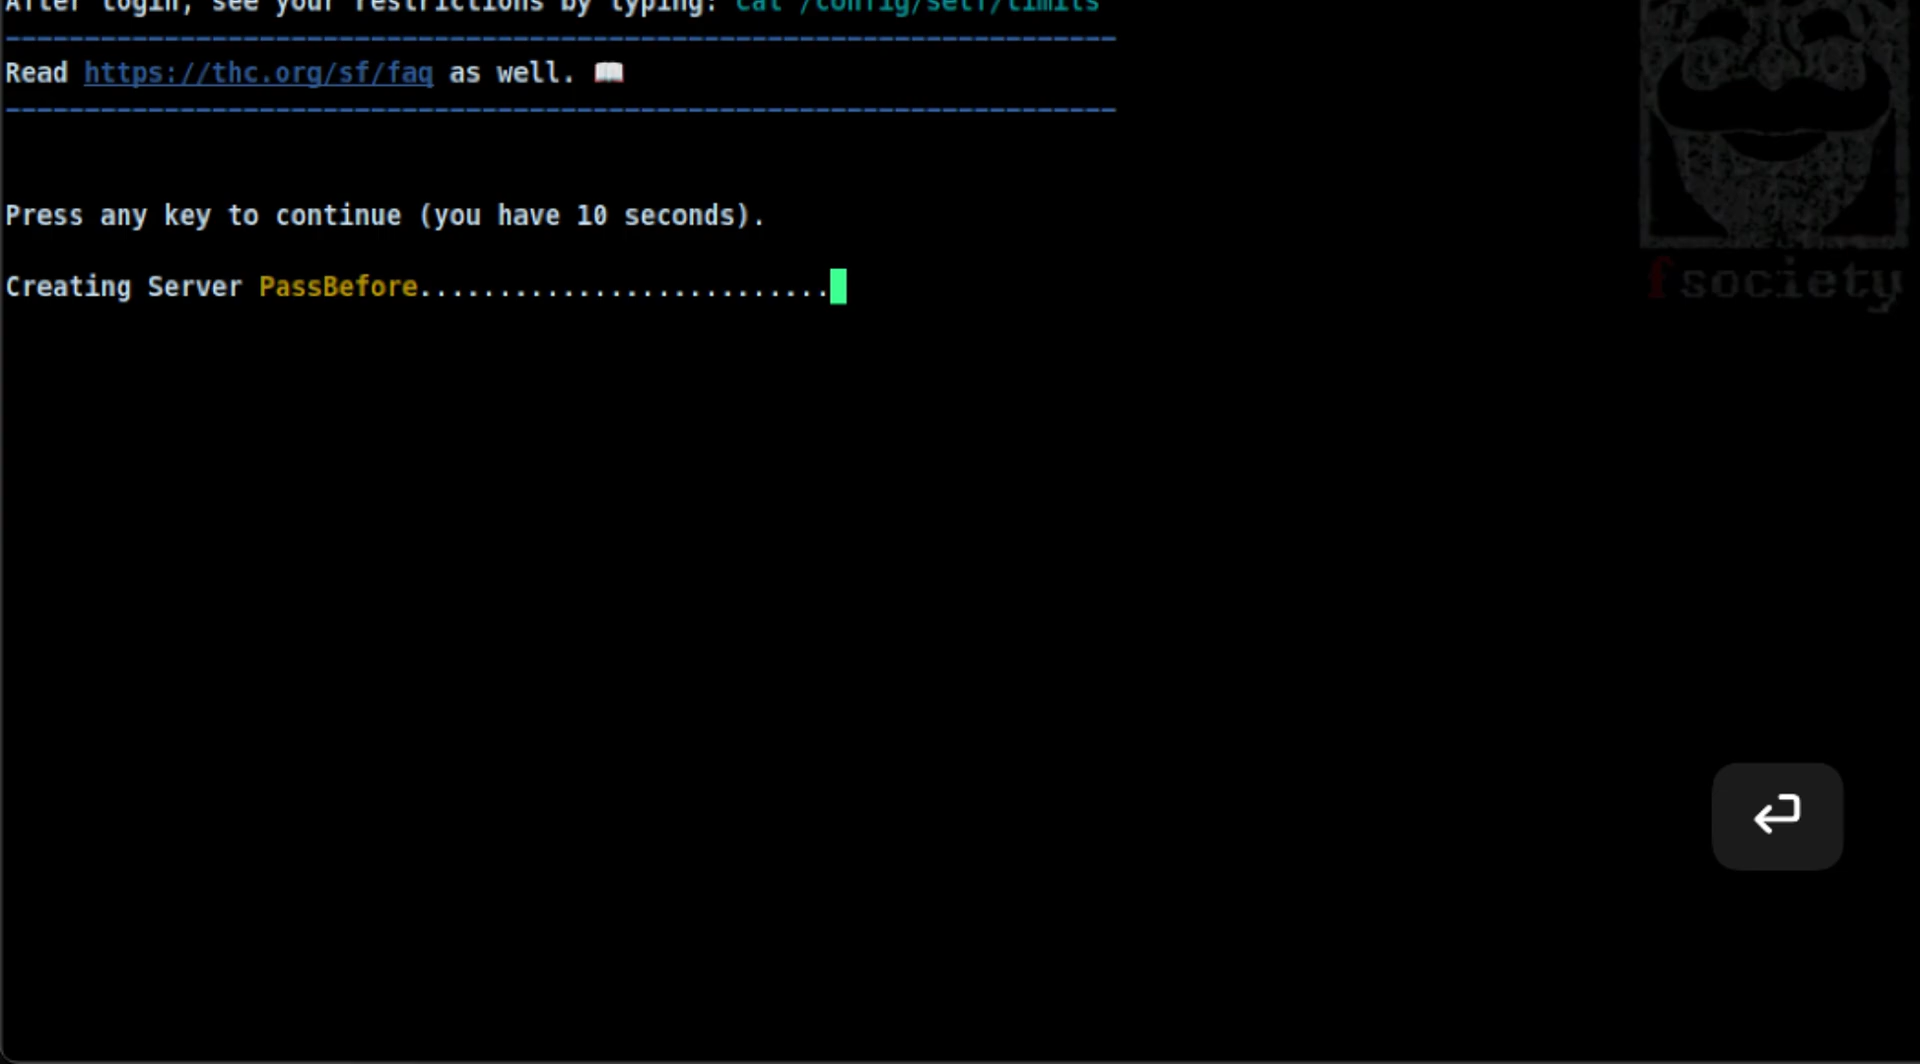 After login, see your restrictions by typing: cat /config/self/limits
Read https://thc.org/sf/faq as well.
Press any key to continue (you have 10 seconds).
Creating Server PassBefore..........................
fsociety